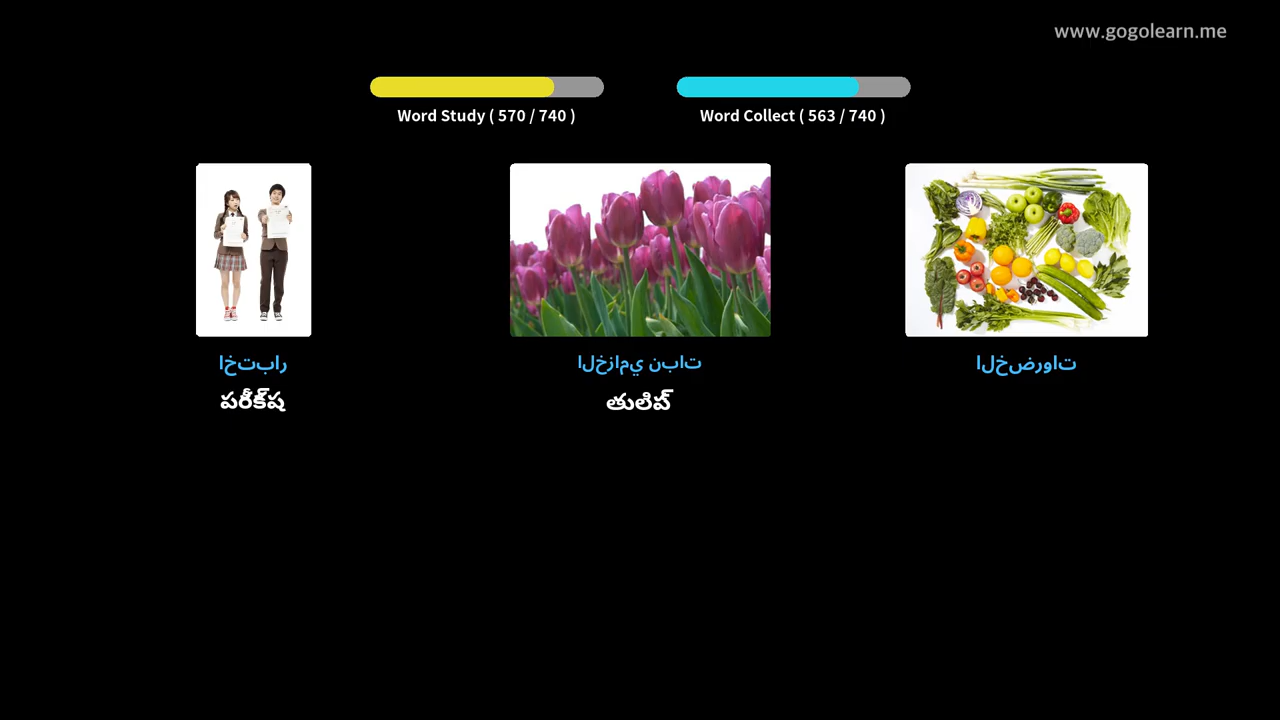 www.gogolearn.me
Word Study ( 570 / 740 )
Word Collect ( 563 / 740 )
اختبار
الخزامي نبات
الخضروات
పరీక్ష
తులిప్